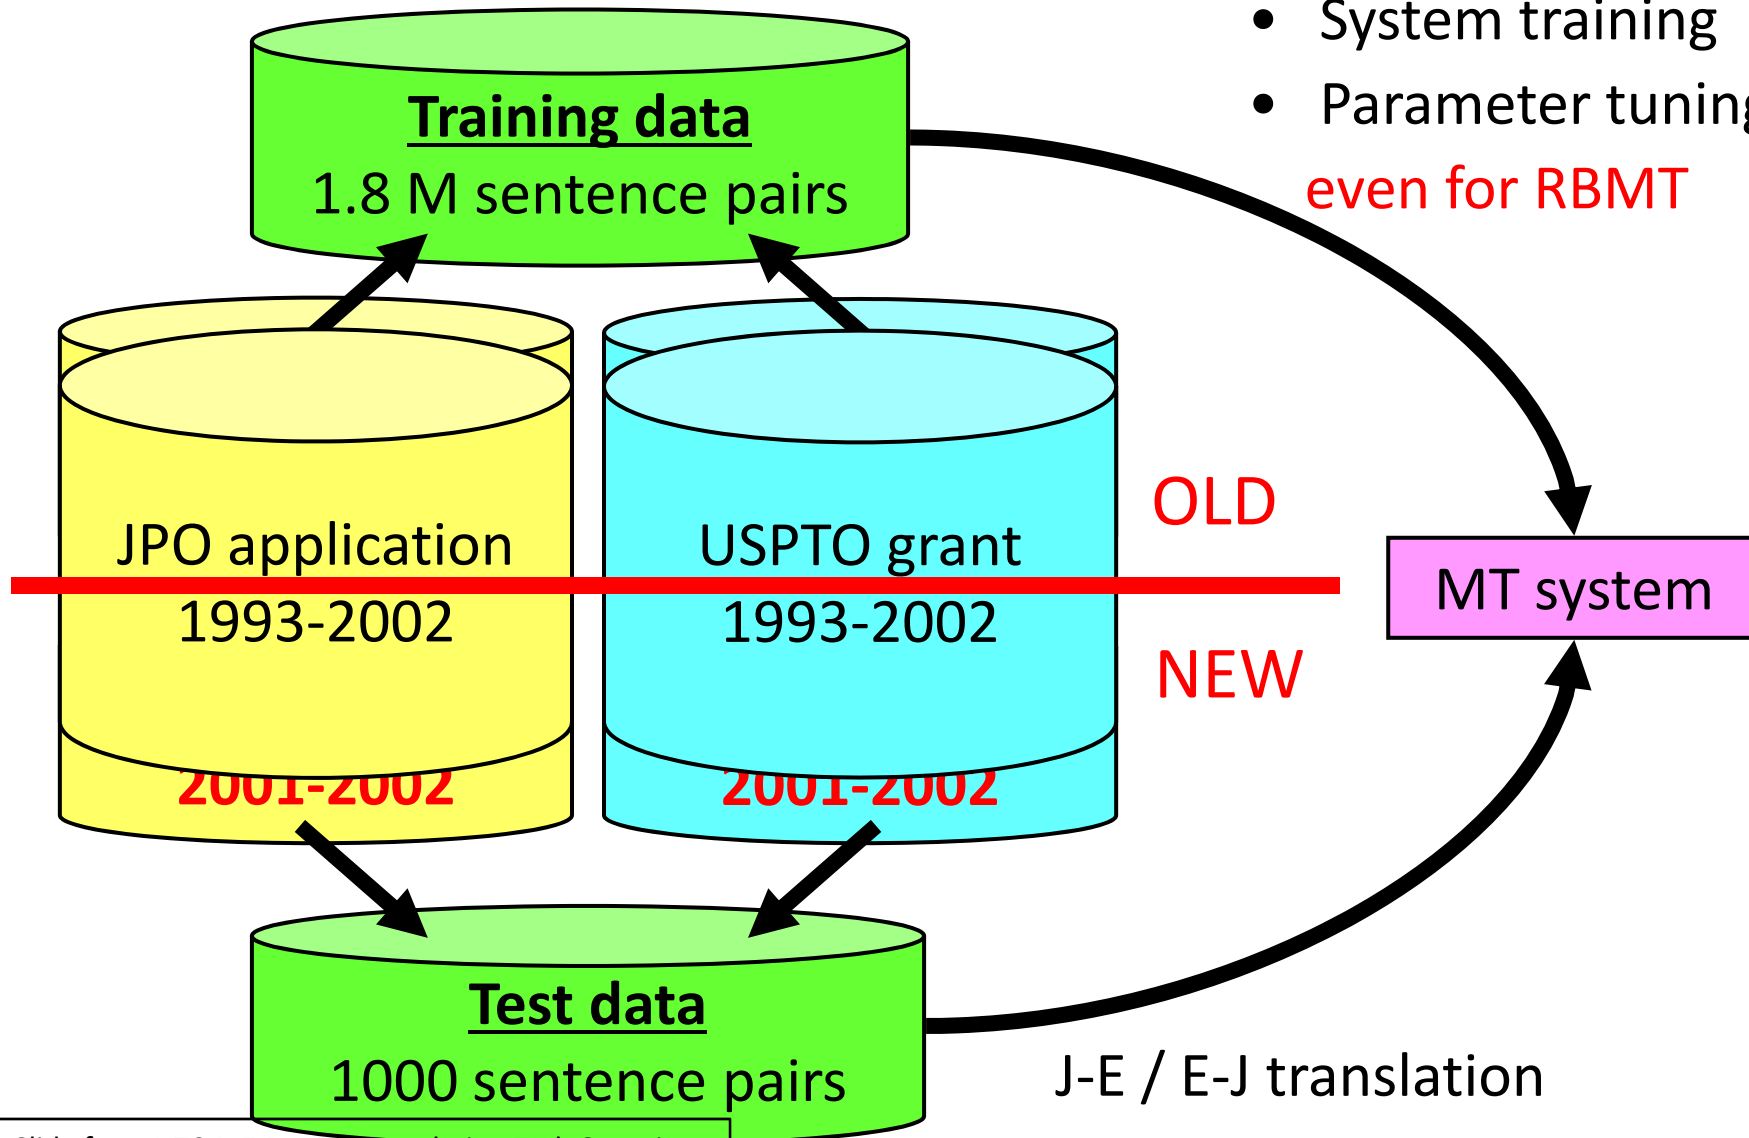 • System training
• Parameter tuning
even for RBMT
Training data
1.8 M sentence pairs
JPO application
1993-2002
2001-2002
USPTO grant
1993-2002
2001-2002
OLD
NEW
MT system
Test data
1000 sentence pairs
J-E / E-J translation